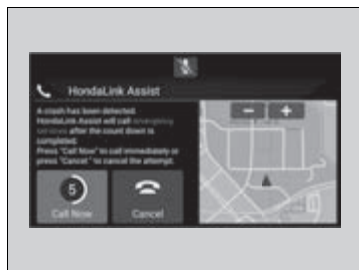 HondaLink Assist
A crash has been detected.
HondaLink Assist will call emergency
services after the count down is
completed.
Press "Call Now" to call immediately or
press "Cancel" to cancel the attempt.
5
Call Now
Cancel